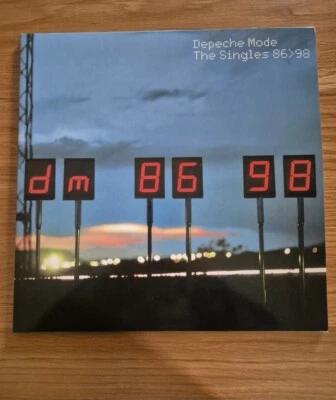 Depeche Mode
The Singles 86>98
dm 86 98